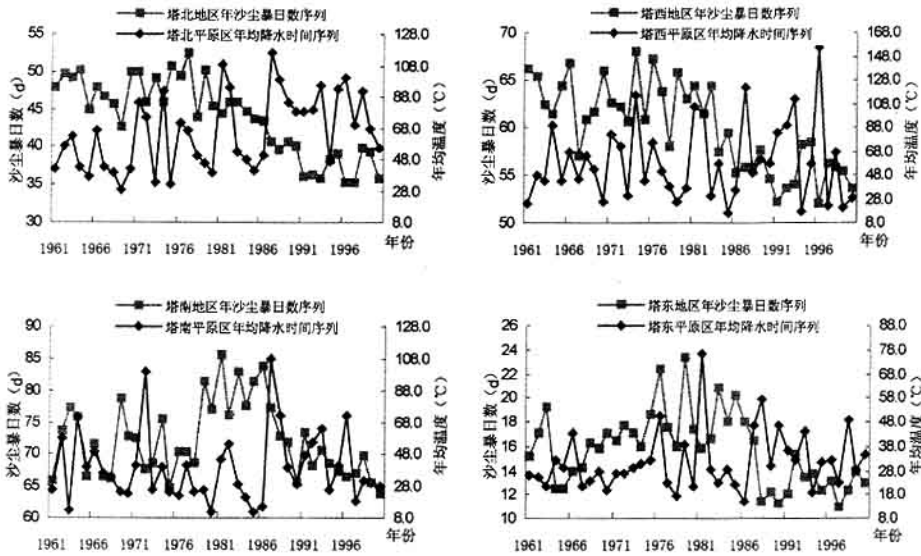 塔北地区年沙尘暴日数序列
塔北平原区年均降水时间序列
沙尘暴日数（d）
55
50
45
40
35
30
128.0
108.0
88.0
68.0
48.0
28.0
8.0
年均温度（℃）
1961 1966 1971 1976 1981 1986 1991 1996
年份
塔西地区年沙尘暴日数序列
塔西平原区年均降水时间序列
沙尘暴日数（d）
70
65
60
55
50
168.0
148.0
128.0
108.0
88.0
68.0
48.0
28.0
8.0
年均温度（℃）
1961 1966 1971 1976 1981 1986 1991 1996
年份
塔南地区年沙尘暴日数序列
塔南平原区年均降水时间序列
沙尘暴日数（d）
90
85
80
75
70
65
60
128.0
108.0
88.0
68.0
48.0
28.0
8.0
年均温度（℃）
1961 1966 1971 1976 1981 1986 1991 1996
年份
塔东地区年沙尘暴日数序列
塔东平原区年均降水时间序列
沙尘暴日数（d）
26
24
22
20
18
16
14
12
10
88.0
78.0
68.0
58.0
48.0
38.0
28.0
18.0
8.0
年均温度（℃）
1961 1966 1971 1976 1981 1986 1991 1996
年份